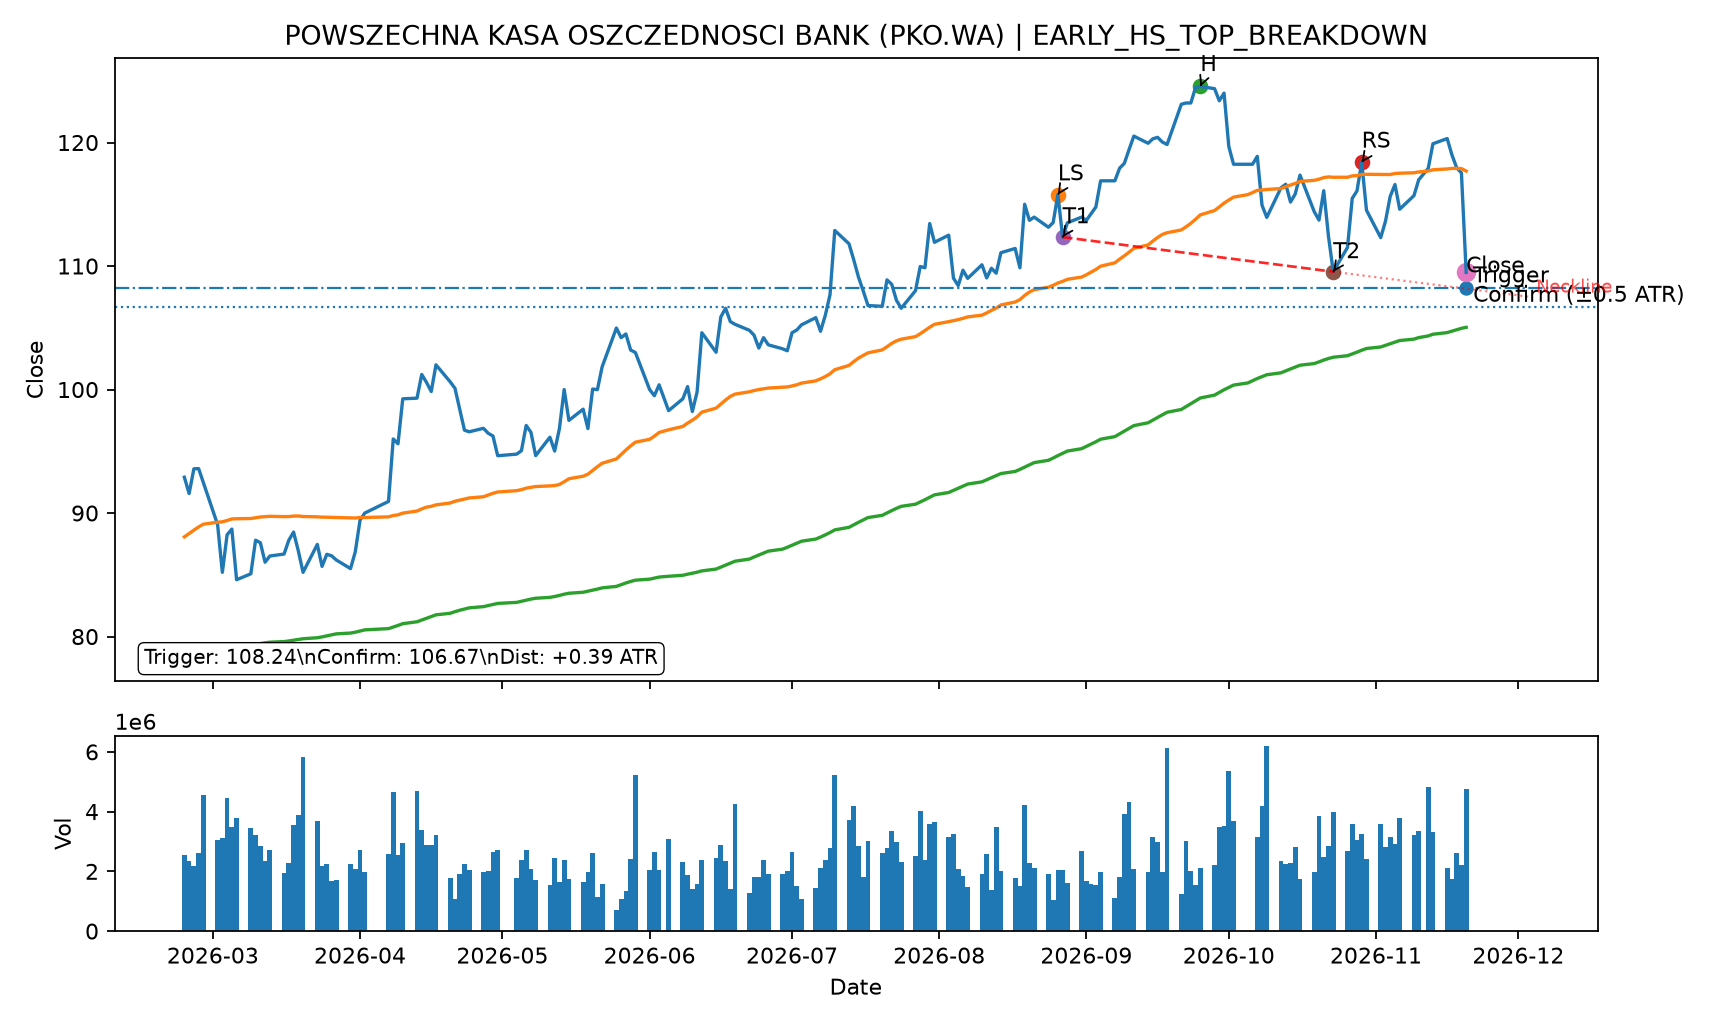 POWSZECHNA KASA OSZCZEDNOSCI BANK (PKO.WA) | EARLY_HS_TOP_BREAKDOWN
H
120
RS
LS
T1
T2
110
Close
Trigger
Neckline
Confirm (±0.5 ATR)
Close
100
90
80
Trigger: 108.24\nConfirm: 106.67\nDist: +0.39 ATR
1e6
6
4
Vol
2
0
2026-03 2026-04 2026-05 2026-06 2026-07 2026-08 2026-09 2026-10 2026-11 2026-12
Date